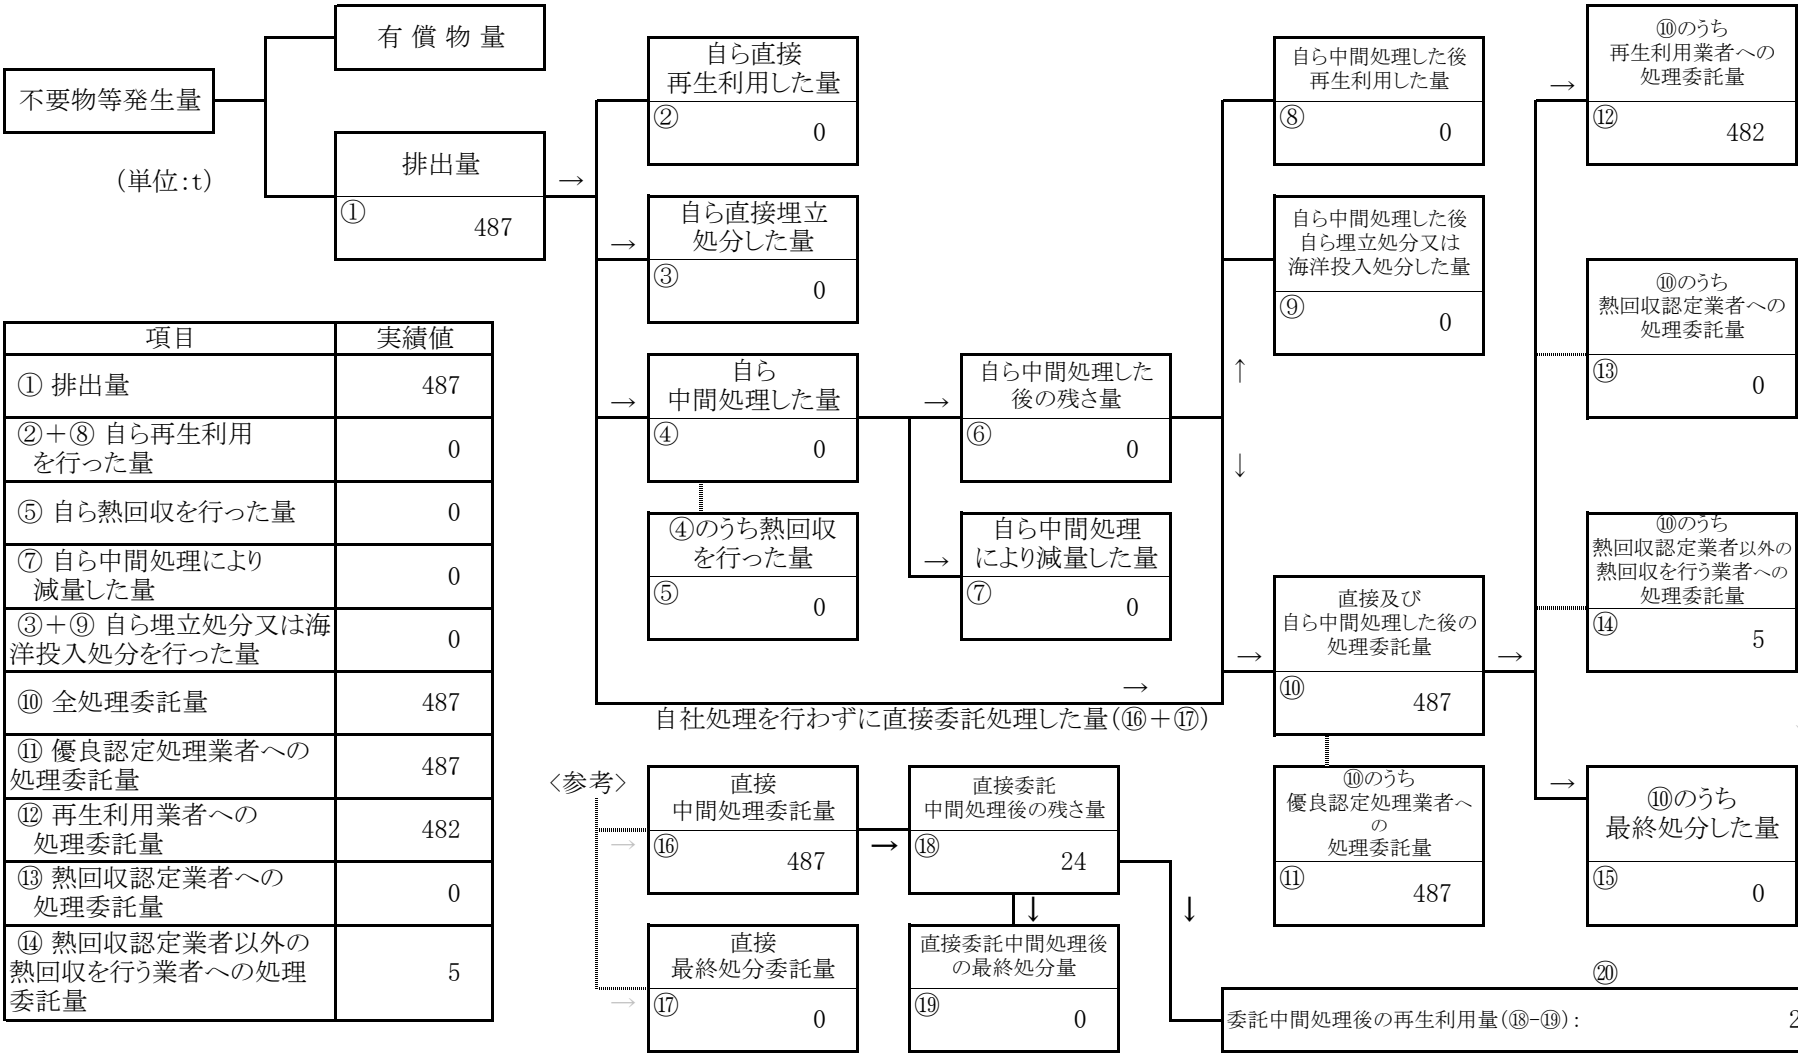 有 償 物 量
不要物等発生量
(単位:t)
排出量
→
①
487
自ら直接
再生利用した量
②
0
自ら直接埋立
処分した量
→
③
0
自ら
中間処理した量
→
④
0
④のうち熱回収
を行った量
⑤
0
自ら中間処理した
後の残さ量
→
⑥
0
自ら中間処理
により減量した量
→
⑦
0
自ら中間処理した後
再生利用した量
⑧
0
自ら中間処理した後
自ら埋立処分又は
海洋投入処分した量
⑨
0
↑
↓
直接及び
自ら中間処理した後の
処理委託量
→
→
⑩
487
⑩のうち
優良認定処理業者へ
の
処理委託量
⑪
487
⑩のうち
再生利用業者への
処理委託量
→
⑫
482
⑩のうち
熱回収認定業者への
処理委託量
⑬
0
⑩のうち
熱回収認定業者以外の
熱回収を行う業者への
処理委託量
⑭
5
⑩のうち
最終処分した量
→
⑮
0
→
自社処理を行わずに直接委託処理した量(⑯+⑰)
項目 実績値
① 排出量 487
②+⑧ 自ら再生利用
を行った量 0
⑤ 自ら熱回収を行った量 0
⑦ 自ら中間処理により
減量した量 0
③+⑨ 自ら埋立処分又は海
洋投入処分を行った量 0
⑩ 全処理委託量 487
⑪ 優良認定処理業者への
処理委託量 487
⑫ 再生利用業者への
処理委託量 482
⑬ 熱回収認定業者への
処理委託量 0
⑭ 熱回収認定業者以外の
熱回収を行う業者への処理
委託量 5
<参考>
直接
中間処理委託量
→
⑯
487
直接委託
中間処理後の残さ量
→
⑱
24
直接
最終処分委託量
→
⑰
0
直接委託中間処理後
の最終処分量
↓
⑲
0
↓
⑳
委託中間処理後の再生利用量(⑱-⑲): 2